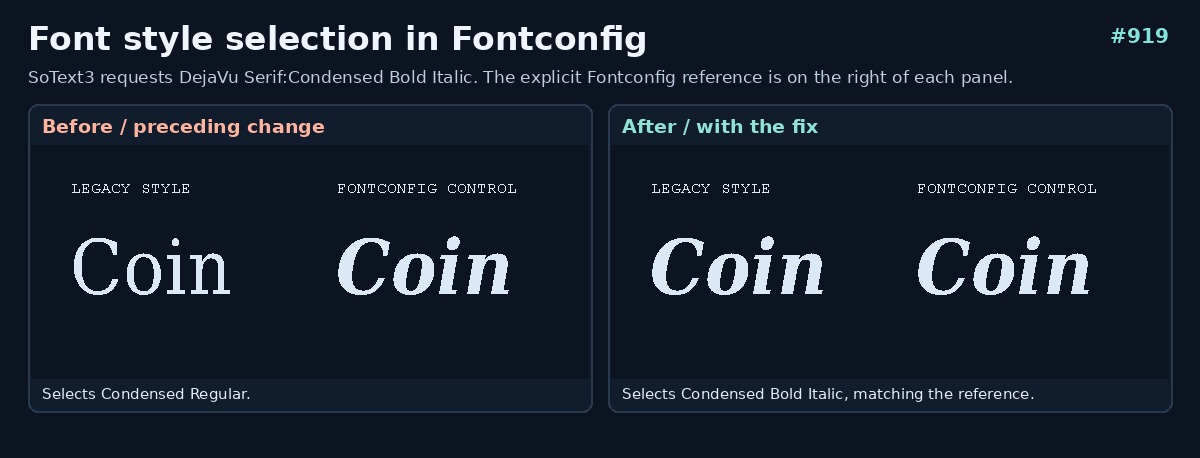 Font style selection in Fontconfig
#919
SoText3 requests DejaVu Serif:Condensed Bold Italic. The explicit Fontconfig reference is on the right of each panel.
Before / preceding change
LEGACY STYLE
FONTCONFIG CONTROL
Coin
Coin
Selects Condensed Regular.
After / with the fix
LEGACY STYLE
FONTCONFIG CONTROL
Coin
Coin
Selects Condensed Bold Italic, matching the reference.